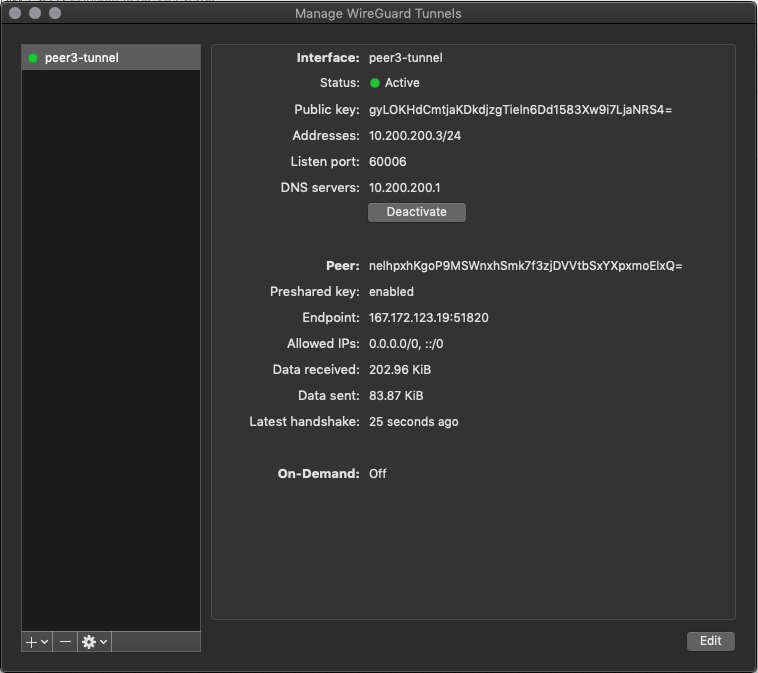 Manage WireGuard Tunnels
peer3-tunnel
Interface: peer3-tunnel
Status: Active
Public key: gyLOKHdCmtjaKDkdjzgTieln6Dd1583Xw9i7LjaNRS4=
Addresses: 10.200.200.3/24
Listen port: 60006
DNS servers: 10.200.200.1
Deactivate
Peer: nelhpxhKgoP9MSWnxhSmk7f3zjDVVtbSxYXpxmoElxQ=
Preshared key: enabled
Endpoint: 167.172.123.19:51820
Allowed IPs: 0.0.0.0/0, ::/0
Data received: 202.96 KiB
Data sent: 83.87 KiB
Latest handshake: 25 seconds ago
On-Demand: Off
Edit